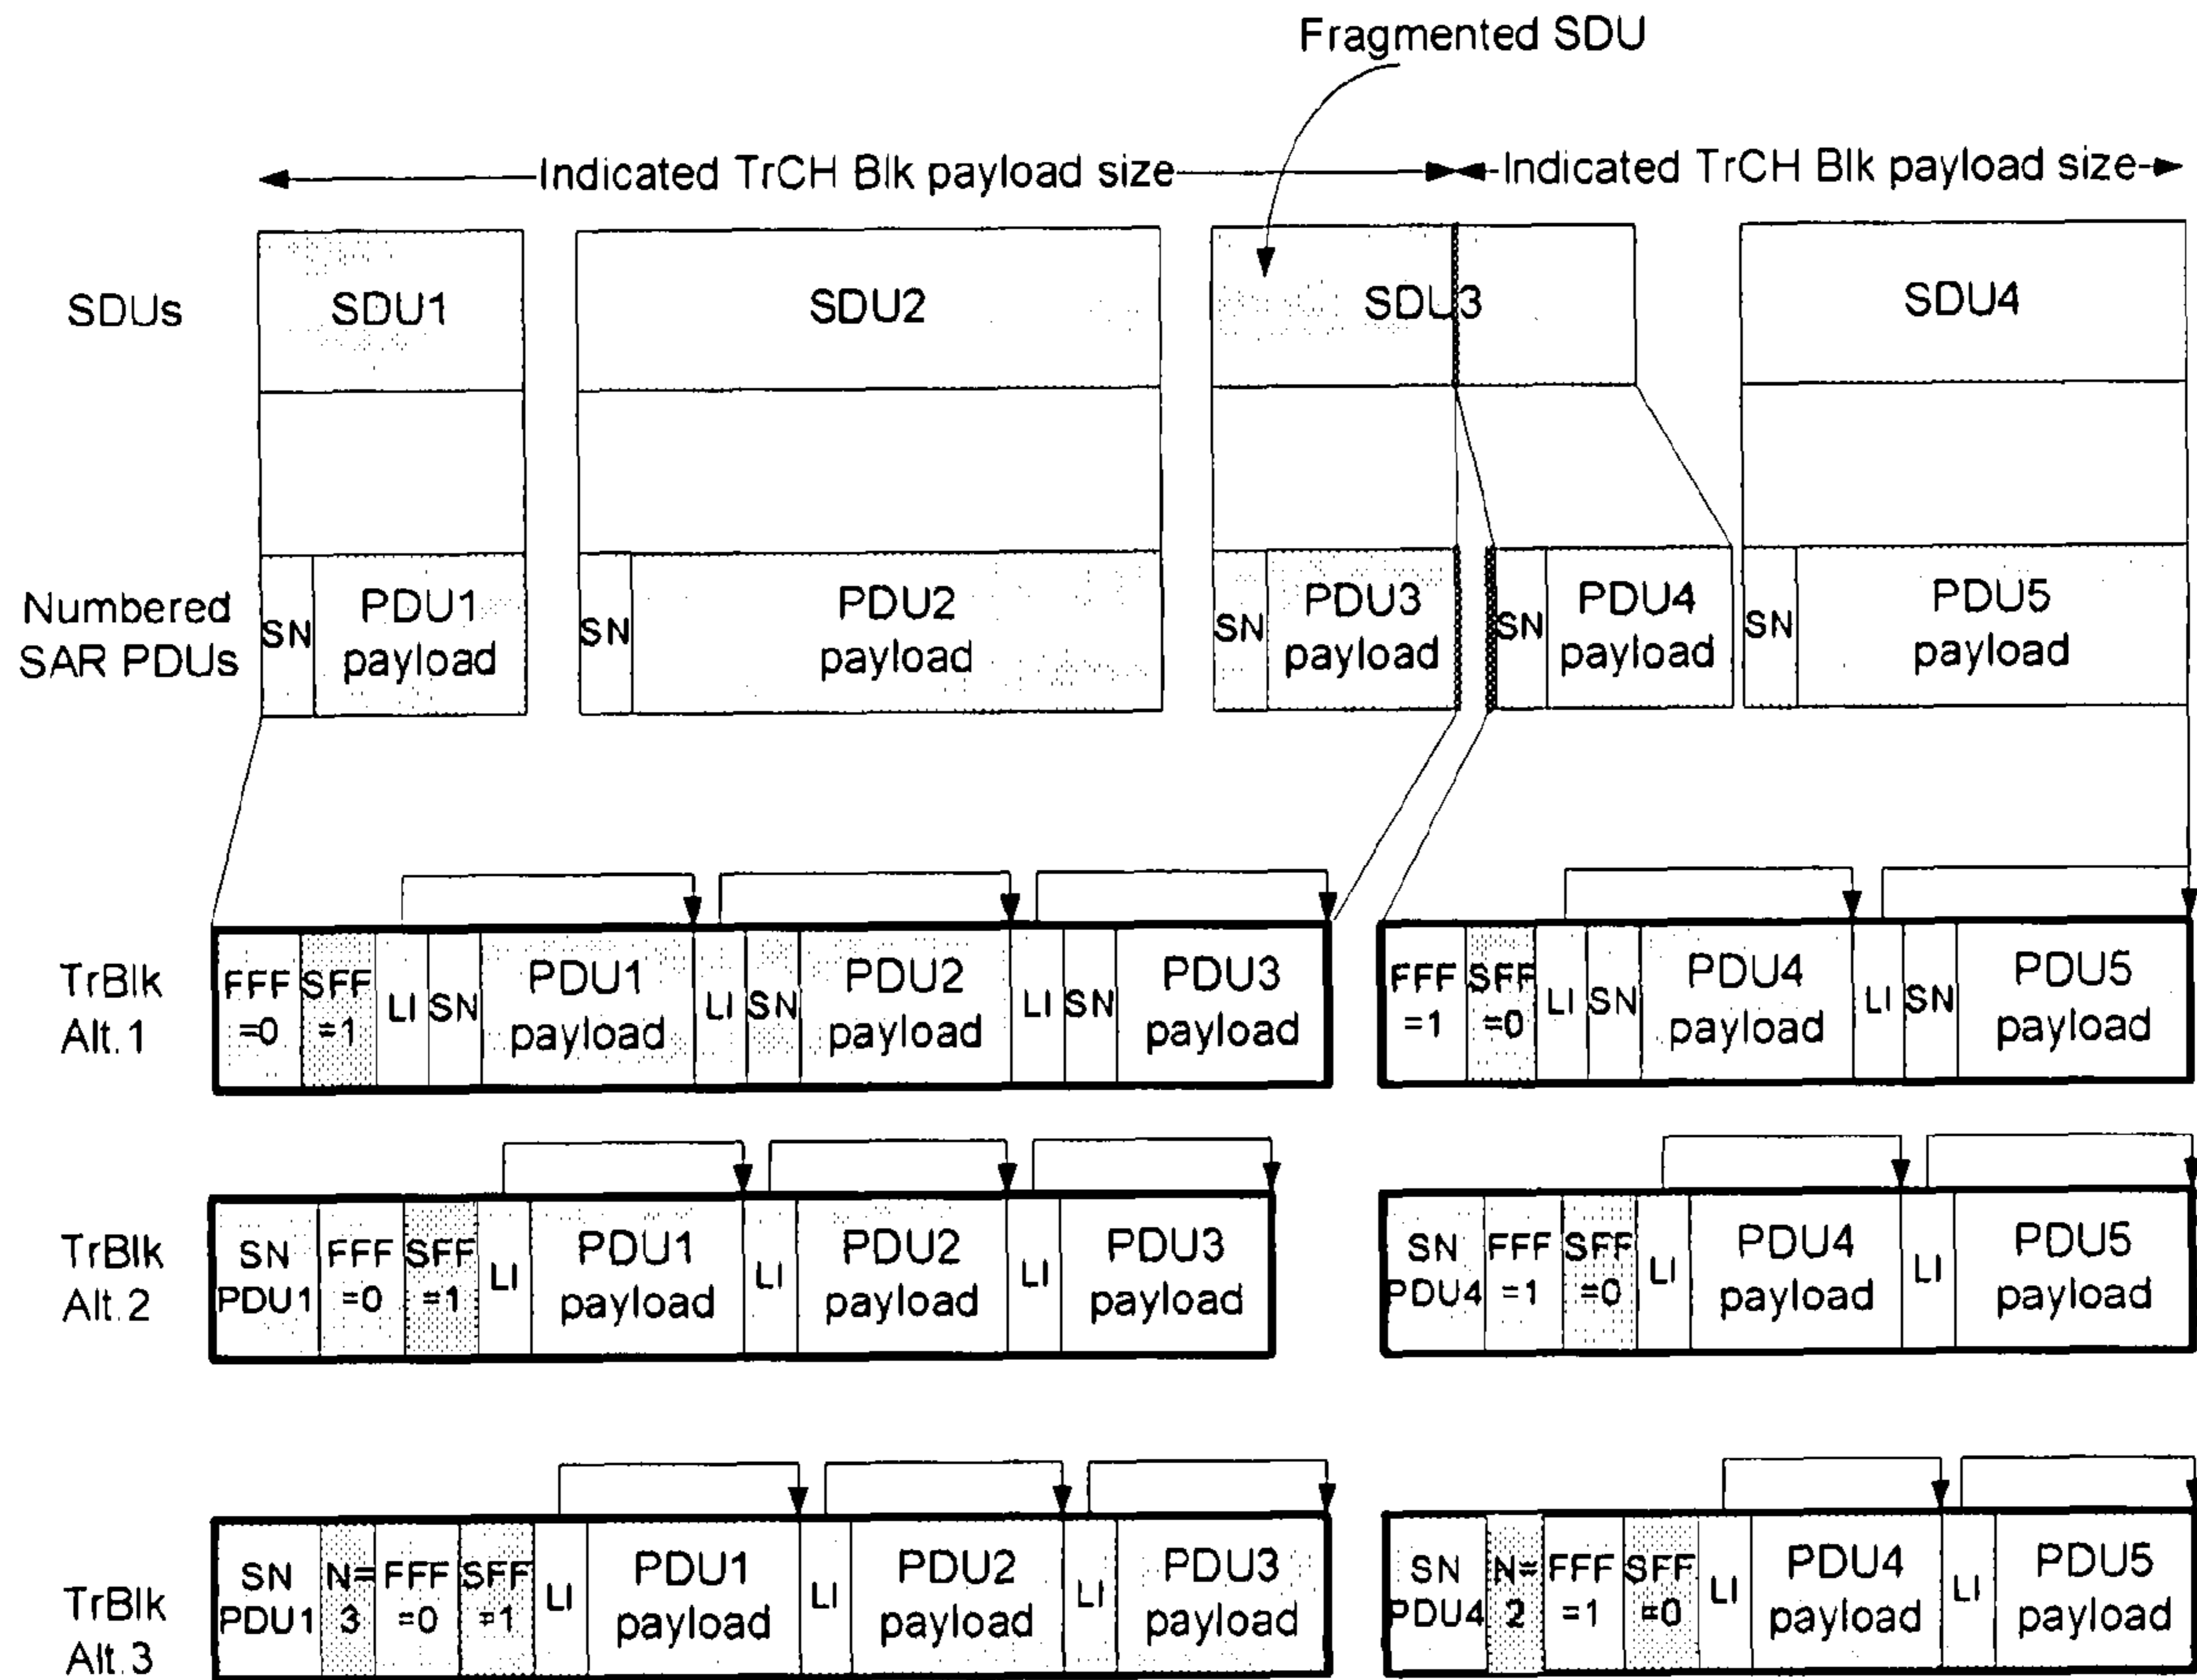 Fragmented SDU
Indicated TrCH Blk payload size
Indicated TrCH Blk payload size
SDUs
SDU1
SDU2
SDU3
SDU4
Numbered
SAR PDUs
SN
PDU1
payload
SN
PDU2
payload
SN
PDU3
payload
SN
PDU4
payload
SN
PDU5
payload
TrBlk
Alt.1
FFF
=0
SFF
=1
LI
SN
PDU1
payload
LI
SN
PDU2
payload
LI
SN
PDU3
payload
FFF
=1
SFF
=0
LI
SN
PDU4
payload
LI
SN
PDU5
payload
TrBlk
Alt.2
SN
PDU1
FFF
=0
SFF
=1
LI
PDU1
payload
LI
PDU2
payload
LI
PDU3
payload
SN
PDU4
FFF
=1
SFF
=0
LI
PDU4
payload
LI
PDU5
payload
TrBlk
Alt.3
SN
PDU1
N=
3
FFF
=0
SFF
=1
LI
PDU1
payload
LI
PDU2
payload
LI
PDU3
payload
SN
PDU4
N=
2
FFF
=1
SFF
=0
LI
PDU4
payload
LI
PDU5
payload